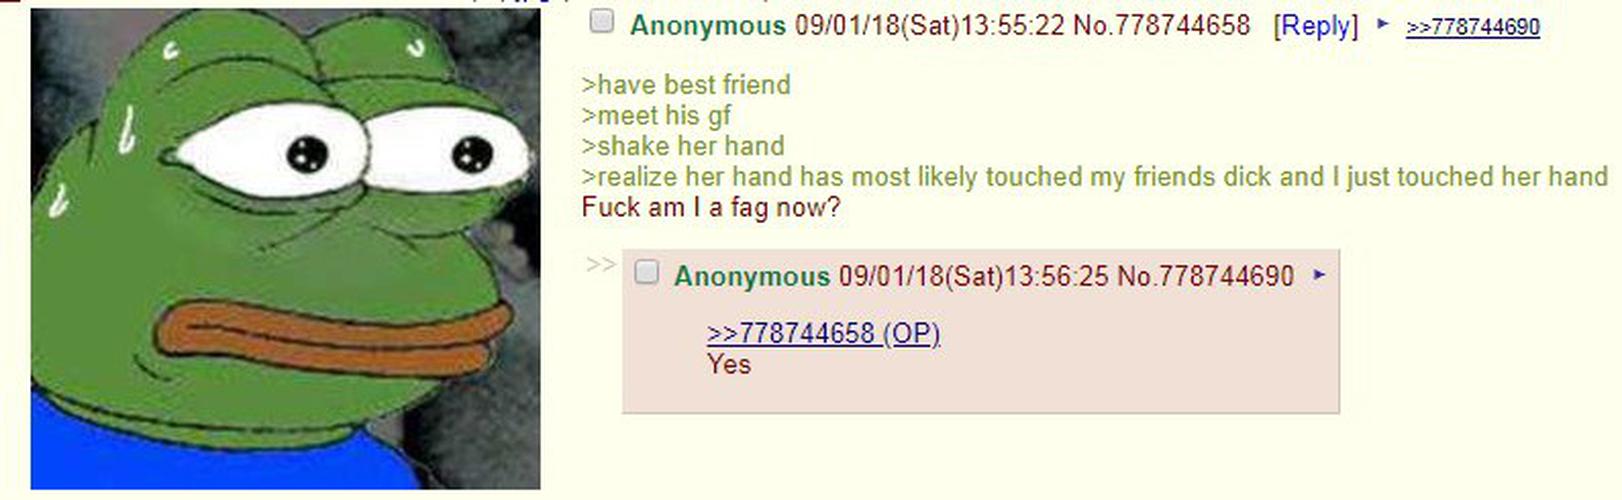 Anonymous 09/01/18(Sat)13:55:22 No.778744658 [Reply] ► >>778744690
>have best friend
>meet his gf
>shake her hand
>realize her hand has most likely touched my friends dick and I just touched her hand
Fuck am I a fag now?
>> Anonymous 09/01/18(Sat)13:56:25 No.778744690 ►
>>778744658 (OP)
Yes